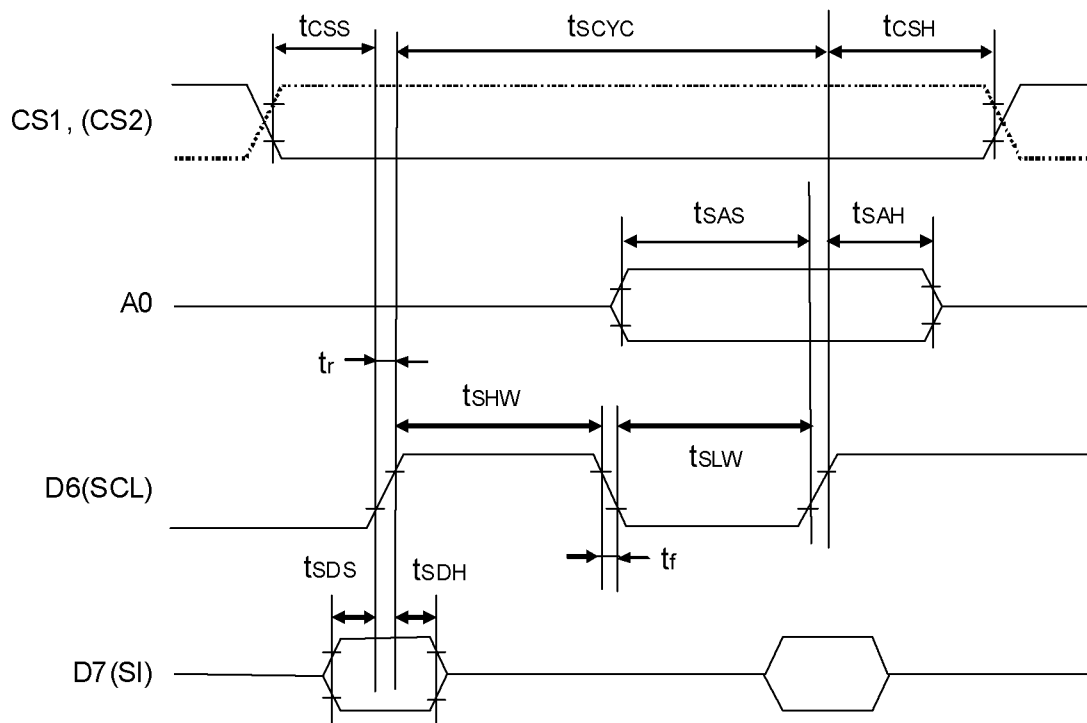 tCSS
tSCYC
tCSH
CS1, (CS2)
tSAS
tSAH
A0
tr
tSHW
tSLW
D6(SCL)
tSDS
tSDH
tf
D7(SI)